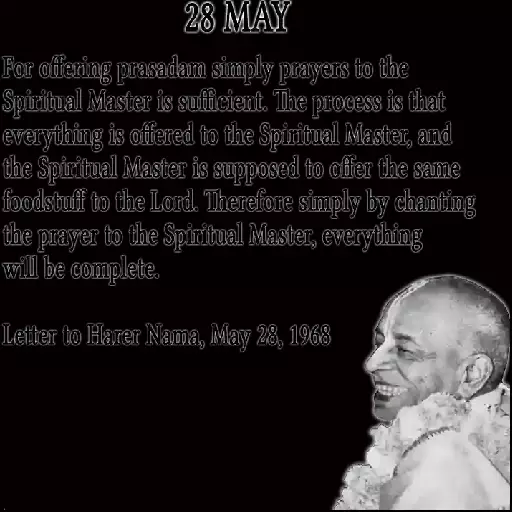 28 MAY
For offering prasadam simply prayers to the
Spiritual Master is sufficient. The process is that
everything is offered to the Spiritual Master, and
the Spiritual Master is supposed to offer the same
foodstuff to the Lord. Therefore simply by chanting
the prayer to the Spiritual Master, everything
will be complete.
Letter to Harer Nama, May 28, 1968